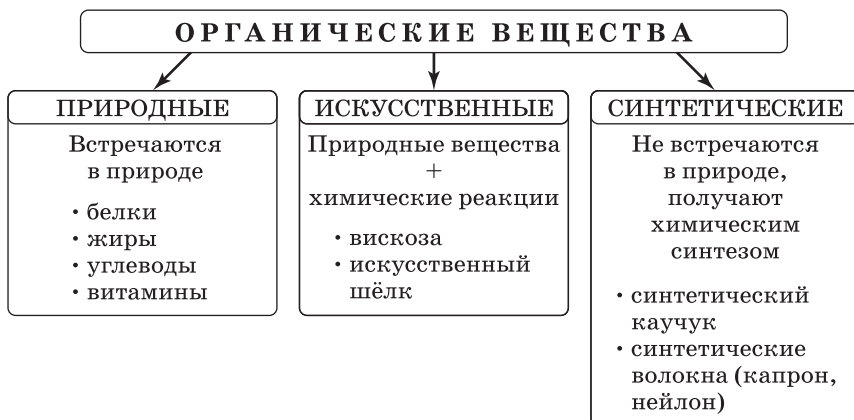 ОРГАНИЧЕСКИЕ ВЕЩЕСТВА
ПРИРОДНЫЕ
Встречаются
в природе
· белки
· жиры
· углеводы
· витамины
ИСКУССТВЕННЫЕ
Природные вещества
+
химические реакции
· вискоза
· искусственный
шёлк
СИНТЕТИЧЕСКИЕ
Не встречаются
в природе,
получают
химическим
синтезом
· синтетический
каучук
· синтетические
волокна (капрон,
нейлон)